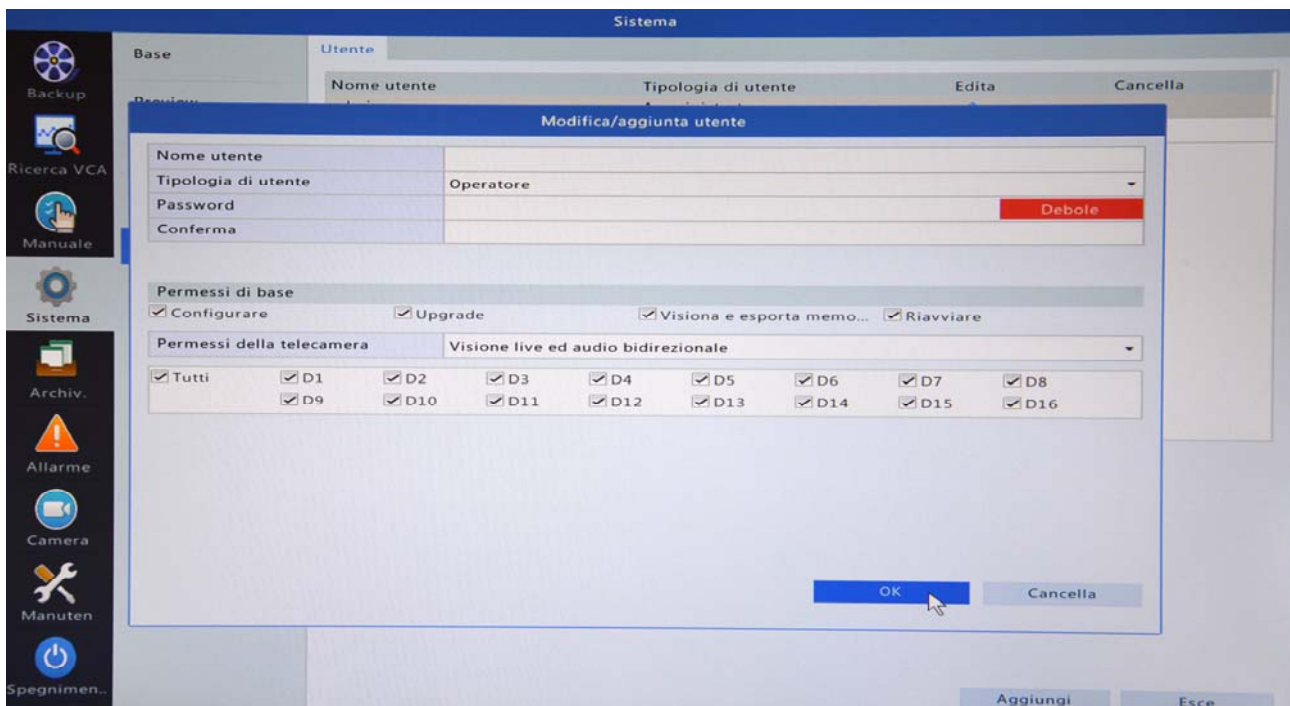 Sistema
Backup
Ricerca VCA
Manuale
Sistema
Archiv.
Allarme
Camera
Manuten
Spegnimen..
Base
Preview
Utente
Nome utente Tipologia di utente Edita Cancella
Modifica/aggiunta utente
Nome utente
Tipologia di utente Operatore
Password Debole
Conferma
Permessi di base
Configurare Upgrade Visiona e esporta memo... Riavviare
Permessi della telecamera Visione live ed audio bidirezionale
Tutti D1 D2 D3 D4 D5 D6 D7 D8
D9 D10 D11 D12 D13 D14 D15 D16
OK Cancella
Aggiungi Esce